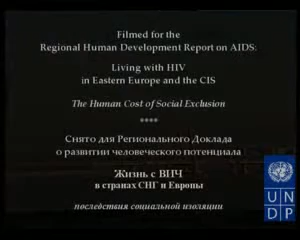 Filmed for the
Regional Human Development Report on AIDS:
Living with HIV
in Eastern Europe and the CIS
The Human Cost of Social Exclusion
****
Снято для Регионального Доклада
о развитии человеческого потенциала
Жизнь с ВИЧ
в странах СНГ и Европы
последствия социальной изоляции
U N
D P